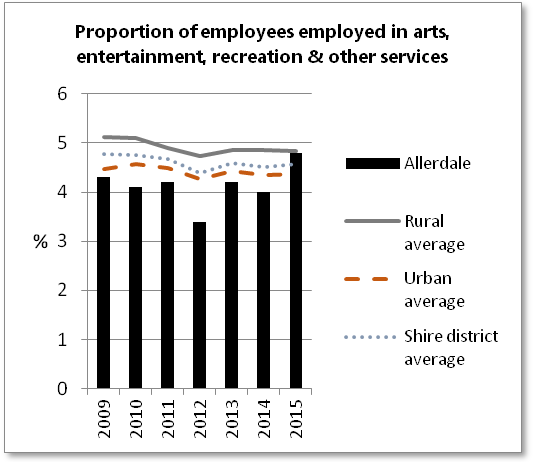 Proportion of employees employed in arts,
entertainment, recreation & other services
6
5
4
3
2
1
0
%
2009
2010
2011
2012
2013
2014
2015
Allerdale
Rural
average
Urban
average
Shire district
average